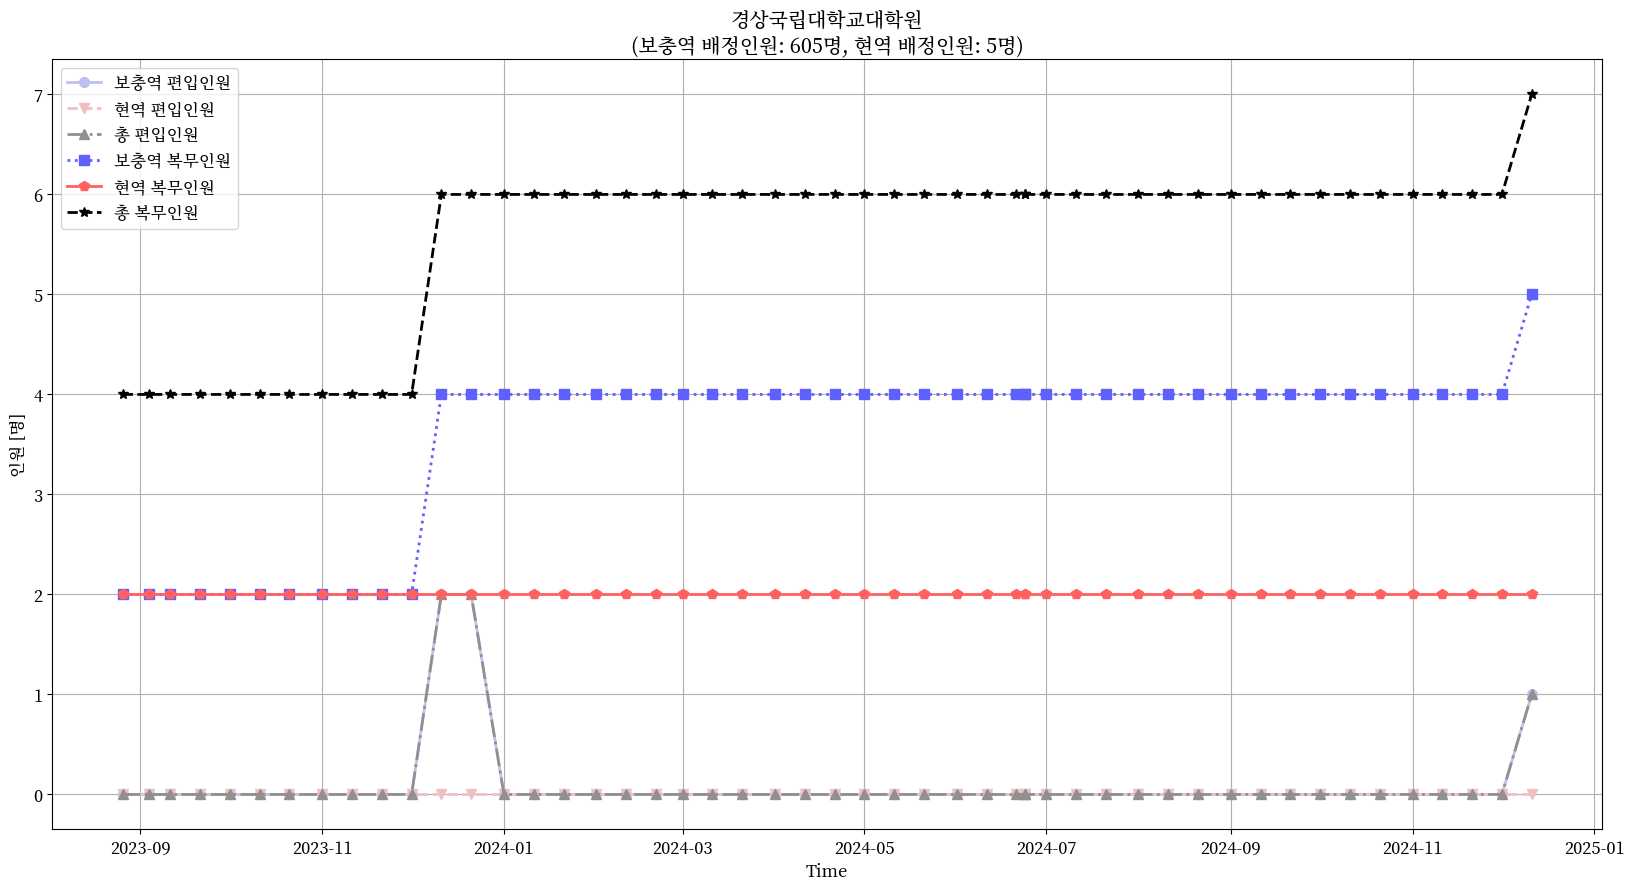 경상국립대학교대학원
(보충역 배정인원: 605명, 현역 배정인원: 5명)
보충역 편입인원
현역 편입인원
총 편입인원
보충역 복무인원
현역 복무인원
총 복무인원
7
6
5
4
3
2
1
0
인원 [명]
2023-09
2023-11
2024-01
2024-03
2024-05
2024-07
2024-09
2024-11
2025-01
Time